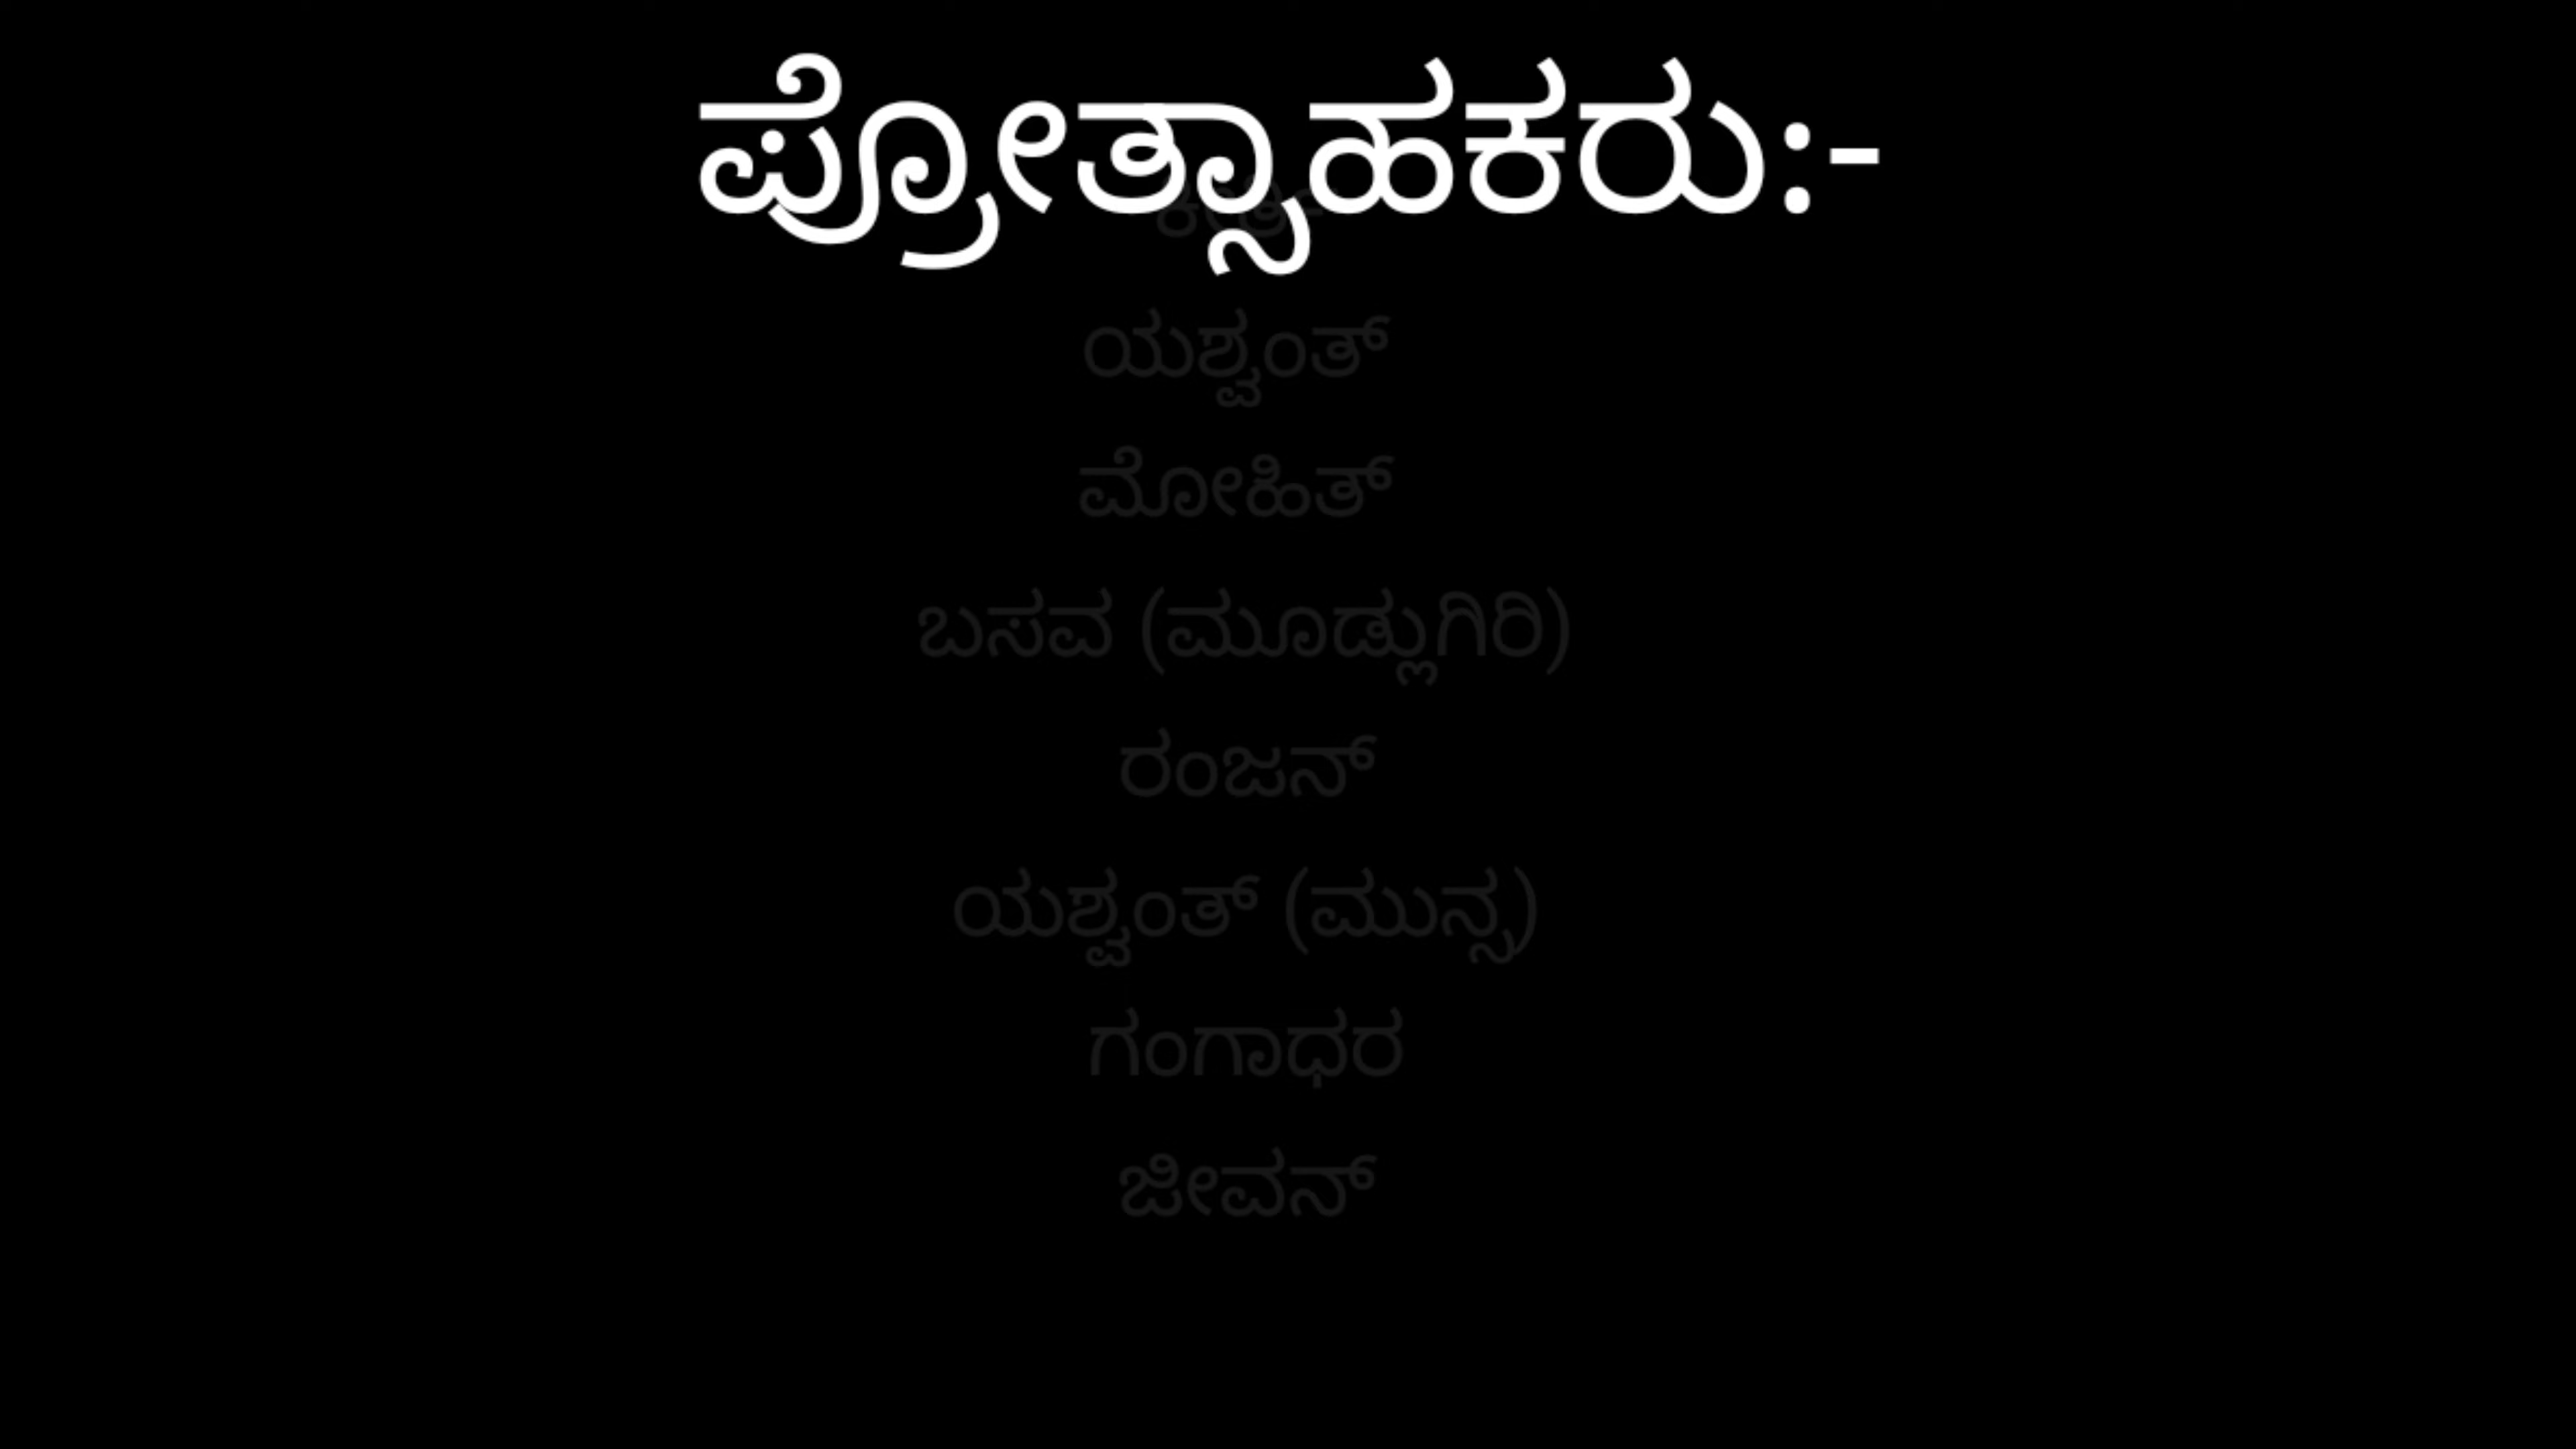 ಪ್ರೋತ್ಸಾಹಕರು:-
ಯಶ್ವಂತ್
ಮೋಹಿತ್
ಬಸವ (ಮೂಡ್ಲುಗಿರಿ)
ರಂಜನ್
ಯಶ್ವಂತ್ (ಮುನ್ಸ)
ಗಂಗಾಧರ
ಜೀವನ್